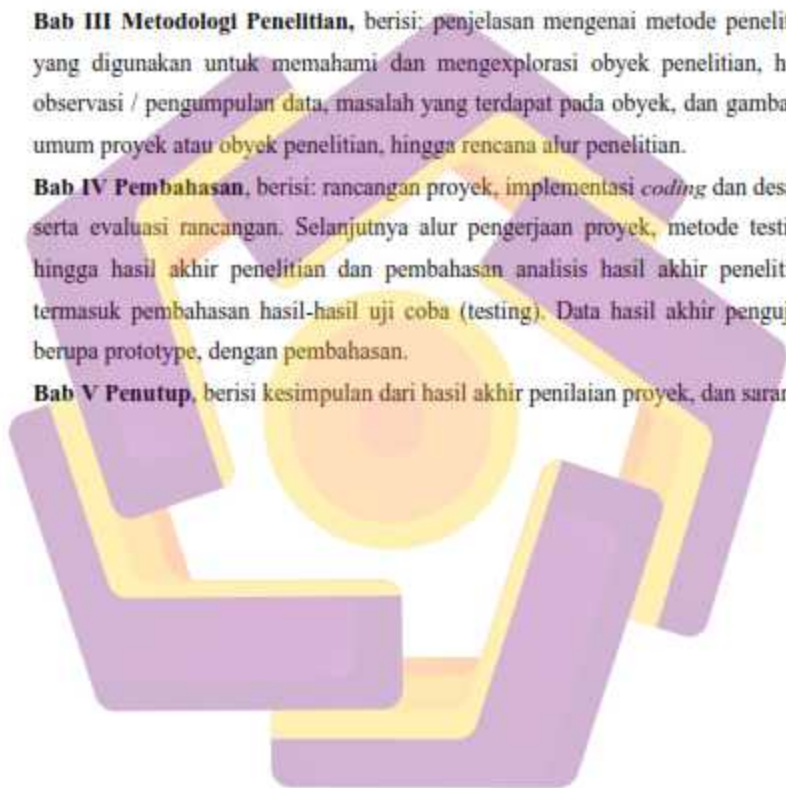 Bab III Metodologi Penelitian, berisi: penjelasan mengenai metode penelit
yang digunakan untuk memahami dan mengexplorasi obyek penelitian, h
observasi / pengumpulan data, masalah yang terdapat pada obyek, dan gamba
umum proyek atau obyek penelitian, hingga rencana alur penelitian.
Bab IV Pembahasan, berisi: rancangan proyek, implementasi coding dan desa
serta evaluasi rancangan. Selanjutnya alur pengerjaan proyek, metode testi
hingga hasil akhir penelitian dan pembahasan analisis hasil akhir penelit
termasuk pembahasan hasil-hasil uji coba (testing). Data hasil akhir penguj
berupa prototype, dengan pembahasan.
Bab V Penutup, berisi kesimpulan dari hasil akhir penilaian proyek, dan saran